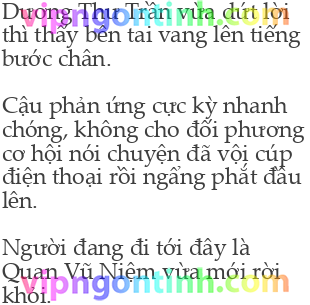 Dương Thư Trần vừa dứt lời
vipngontinh.com
thì thấy bên tai vang lên tiếng
bước chân.
Cậu phản ứng cực kỳ nhanh
chóng, không cho đối phương
cơ hội nói chuyện đã vội cúp
điện thoại rồi ngẩng phắt đầu
lên.
Người đang đi tới đây là
Quan Vũ Niệm vừa mới rời
vipngontinh.com
khỏi.